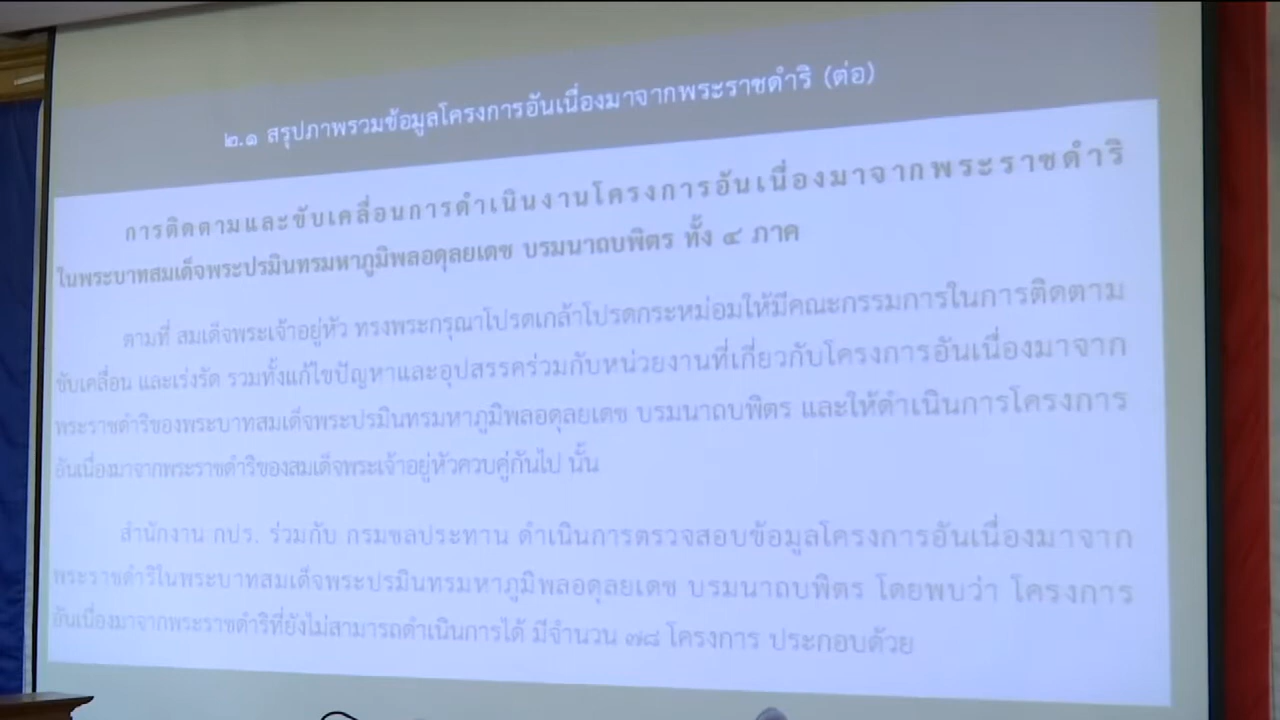 ๒.๑ สรุปภาพรวมข้อมูลโครงการอันเนื่องมาจากพระราชดำริ (ต่อ)
การติดตามและขับเคลื่อนการดำเนินงานโครงการอันเนื่องมาจากพระราชดำริ
ในพระบาทสมเด็จพระปรมินทรมหาภูมิพลอดุลยเดช บรมนาถบพิตร ทั้ง ๔ ภาค
ตามที่ สมเด็จพระเจ้าอยู่หัว ทรงพระกรุณาโปรดเกล้าโปรดกระหม่อมให้มีคณะกรรมการในการติดตาม
ขับเคลื่อน และเร่งรัด รวมทั้งแก้ไขปัญหาและอุปสรรคร่วมกับหน่วยงานที่เกี่ยวกับโครงการอันเนื่องมาจาก
พระราชดำริของพระบาทสมเด็จพระปรมินทรมหาภูมิพลอดุลยเดช บรมนาถบพิตร และให้ดำเนินการโครงการ
อันเนื่องมาจากพระราชดำริของสมเด็จพระเจ้าอยู่หัวควบคู่กันไป นั้น
สำนักงาน กปร. ร่วมกับ กรมชลประทาน ดำเนินการตรวจสอบข้อมูลโครงการอันเนื่องมาจาก
พระราชดำริในพระบาทสมเด็จพระปรมินทรมหาภูมิพลอดุลยเดช บรมนาถบพิตร โดยพบว่า โครงการ
อันเนื่องมาจากพระราชดำริที่ยังไม่สามารถดำเนินการได้ มีจำนวน ๗๘ โครงการ ประกอบด้วย